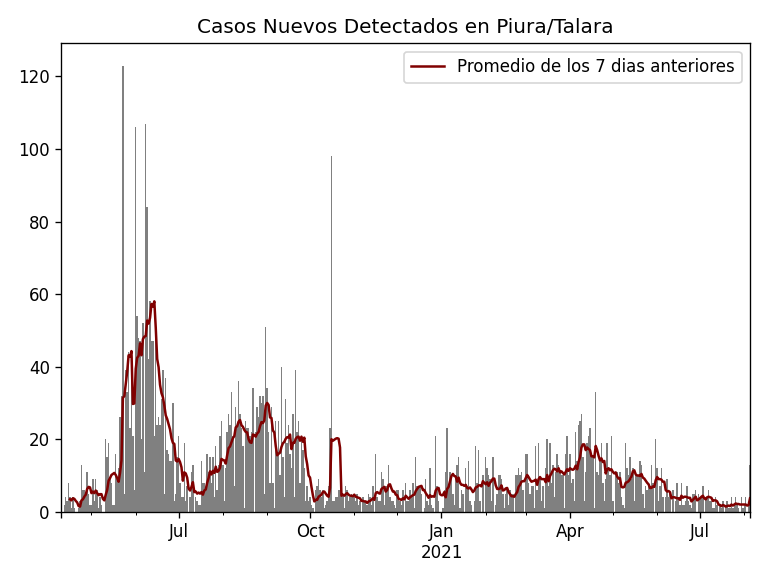 Casos Nuevos Detectados en Piura/Talara
Promedio de los 7 dias anteriores
120
100
80
60
40
20
0
Jul
Oct
Jan
2021
Apr
Jul